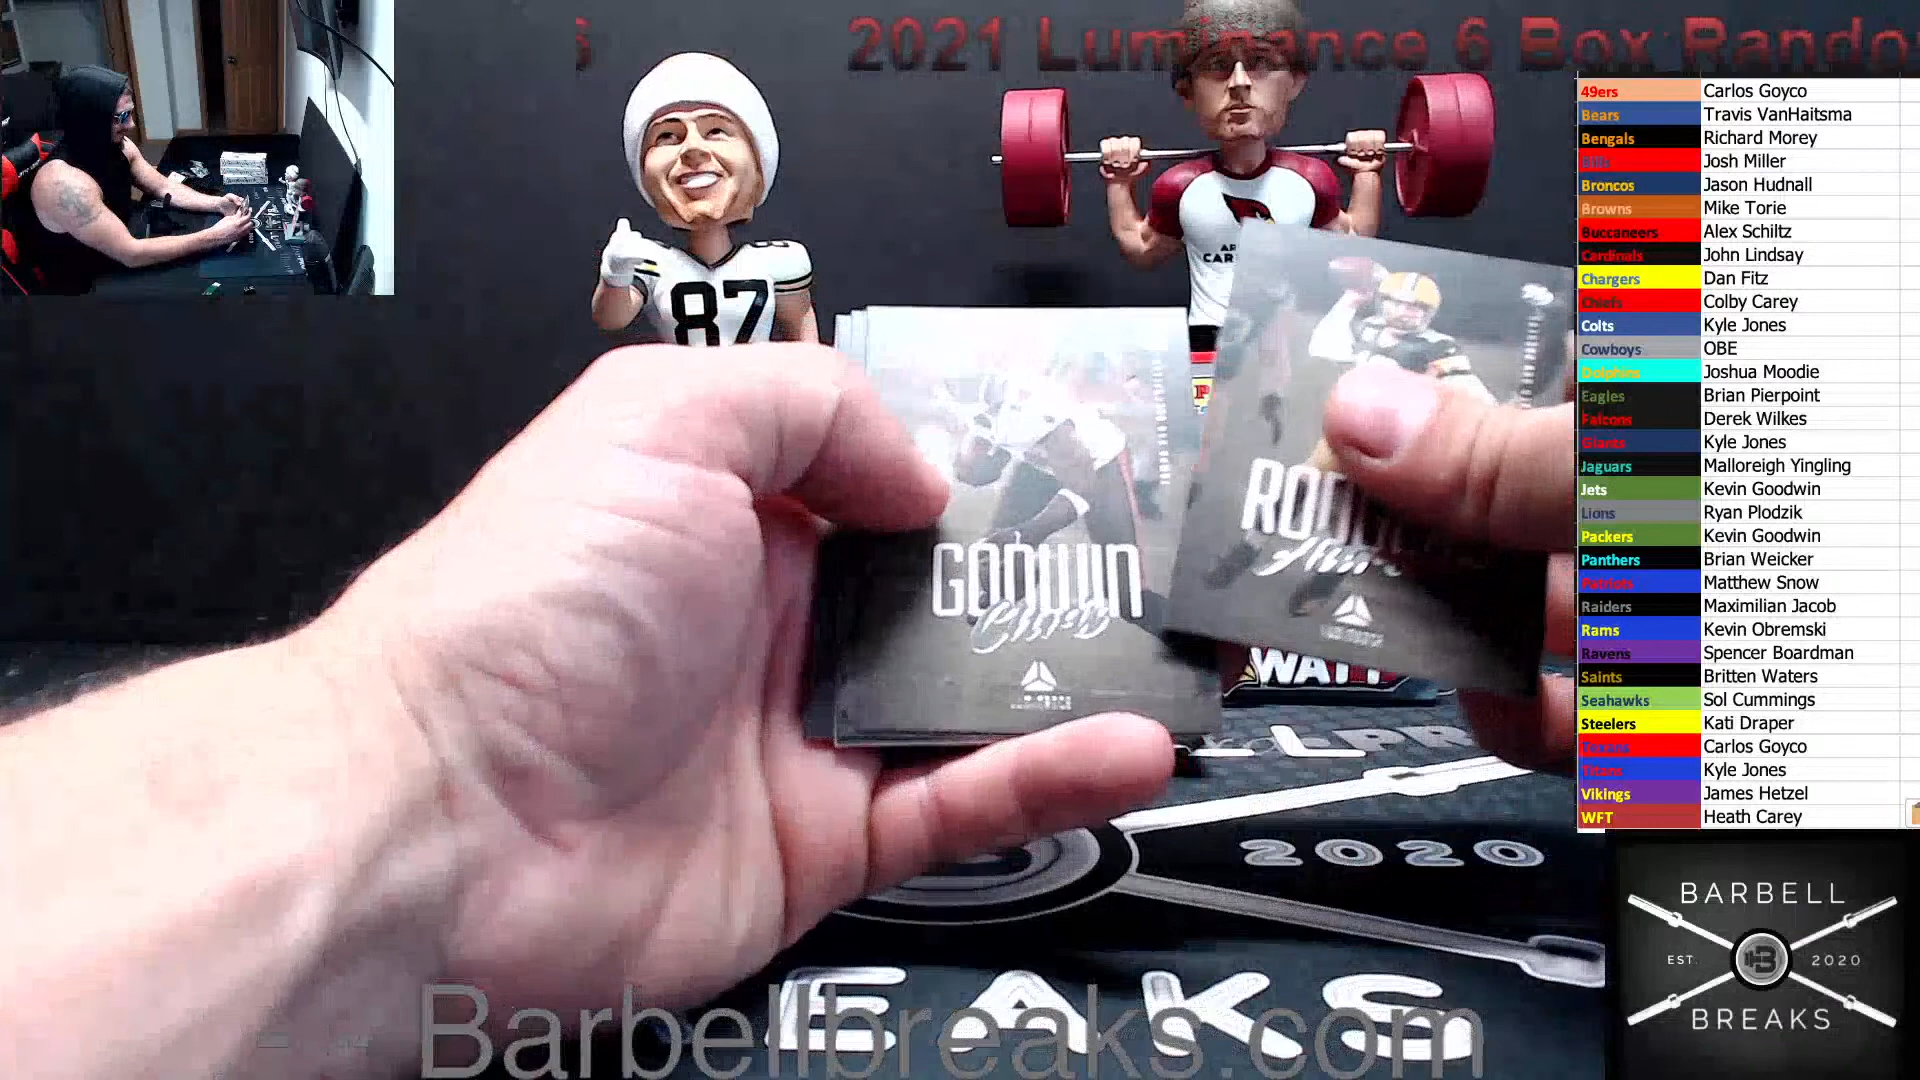 2021 Luminance 6 Box Rando
49ers Carlos Goyco
Bears Travis VanHaitsma
Bengals Richard Morey
Bills Josh Miller
Broncos Jason Hudnall
Browns Mike Torie
Buccaneers Alex Schiltz
Cardinals John Lindsay
Chargers Dan Fitz
Chiefs Colby Carey
Colts Kyle Jones
Cowboys OBE
Dolphins Joshua Moodie
Eagles Brian Pierpoint
Falcons Derek Wilkes
Giants Kyle Jones
Jaguars Malloreigh Yingling
Jets Kevin Goodwin
Lions Ryan Plodzik
Packers Kevin Goodwin
Panthers Brian Weicker
Patriots Matthew Snow
Raiders Maximilian Jacob
Rams Kevin Obremski
Ravens Spencer Boardman
Saints Britten Waters
Seahawks Sol Cummings
Steelers Kati Draper
Texans Carlos Goyco
Titans Kyle Jones
Vikings James Hetzel
WFT Heath Carey
87
GODWIN
Chris
WATT
2020
EAKS
Barbellbreaks.com
BARBELL
EST. B 2020
BREAKS